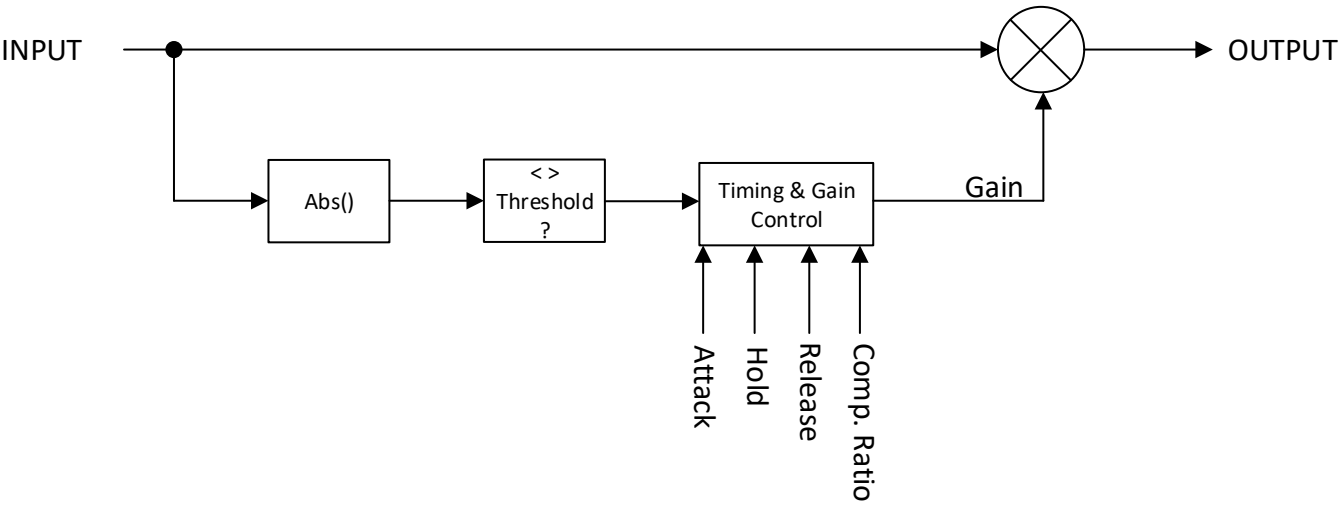 INPUT
OUTPUT
Abs()
< >
Threshold
?
Timing & Gain
Control
Gain
Attack
Hold
Release
Comp. Ratio